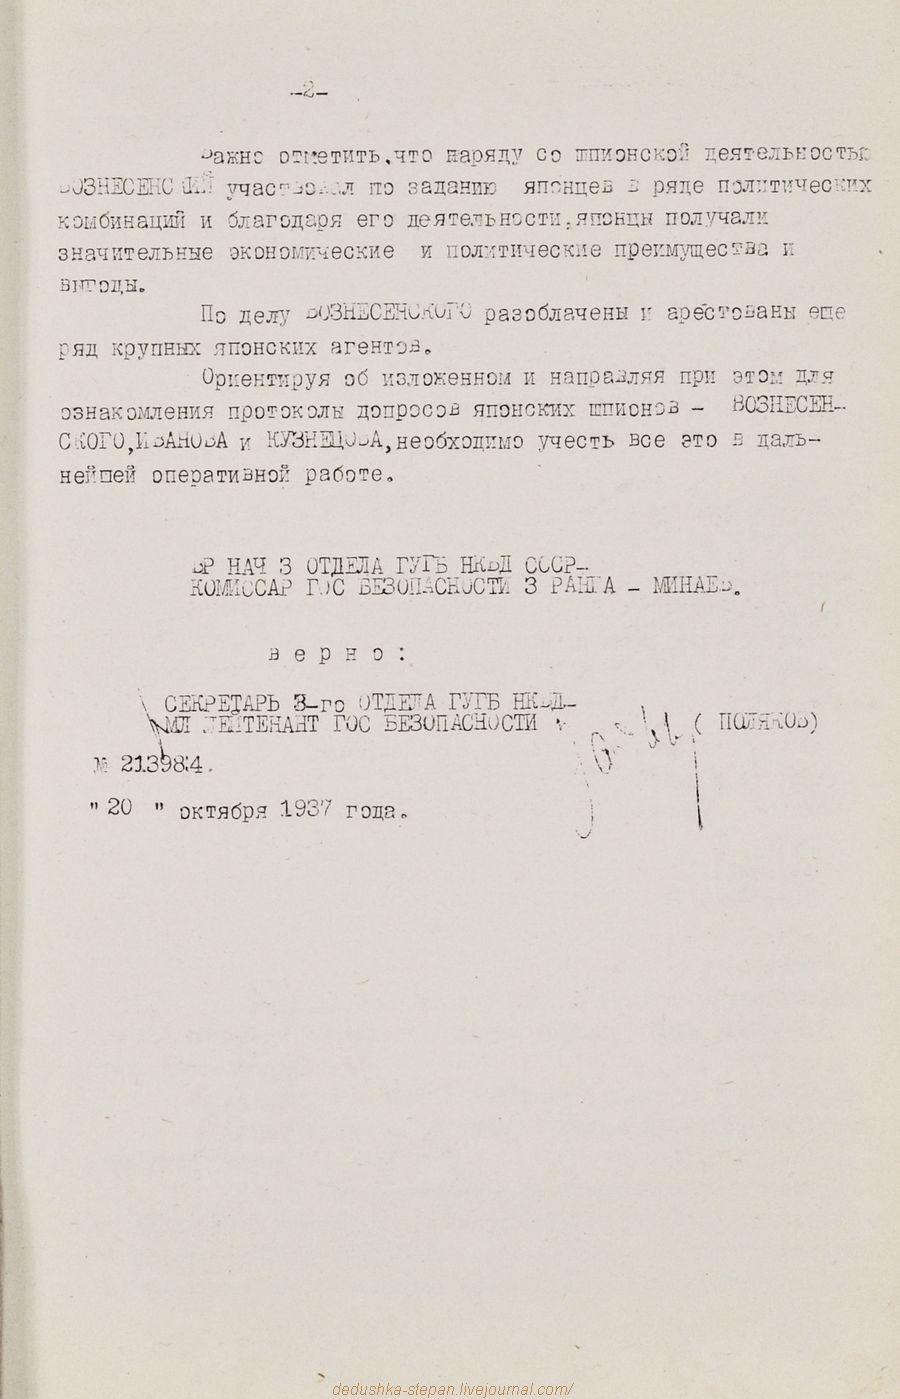 -2-
Важно отметить,что наряду со шпионской деятельностью
ВОЗНЕСЕНСКИЙ участвовал по заданию японцев в ряде политических
комбинаций и благодаря его деятельности,японцы получали
значительные экономические и политические преимущества и
выгоды.
По делу ВОЗНЕСЕНСКОГО разоблачены и арестованы еще
ряд крупных японских агентов.
Ориентируя об изложенном и направляя при этом для
ознакомления протоколы допросов японских шпионов - ВОЗНЕСЕН-
СКОГО,ИВАНОВА и КУЗНЕЦОВА,необходимо учесть все это в даль-
нейшей оперативной работе.
ВР НАЧ 3 ОТДЕЛА ГУГБ НКВД СССР-
КОМИССАР ГОС БЕЗОПАСНОСТИ 3 РАНГА - МИНАЕВ.
в е р н о :
СЕКРЕТАРЬ 3-го ОТДЕЛА ГУГБ НКВД-
МЛ ЛЕЙТЕНАНТ ГОС БЕЗОПАСНОСТИ ( ПОЛЯКОВ)
№ 213984.
" 20 " октября 1937 года.
dedushka-stepan.livejournal.com/